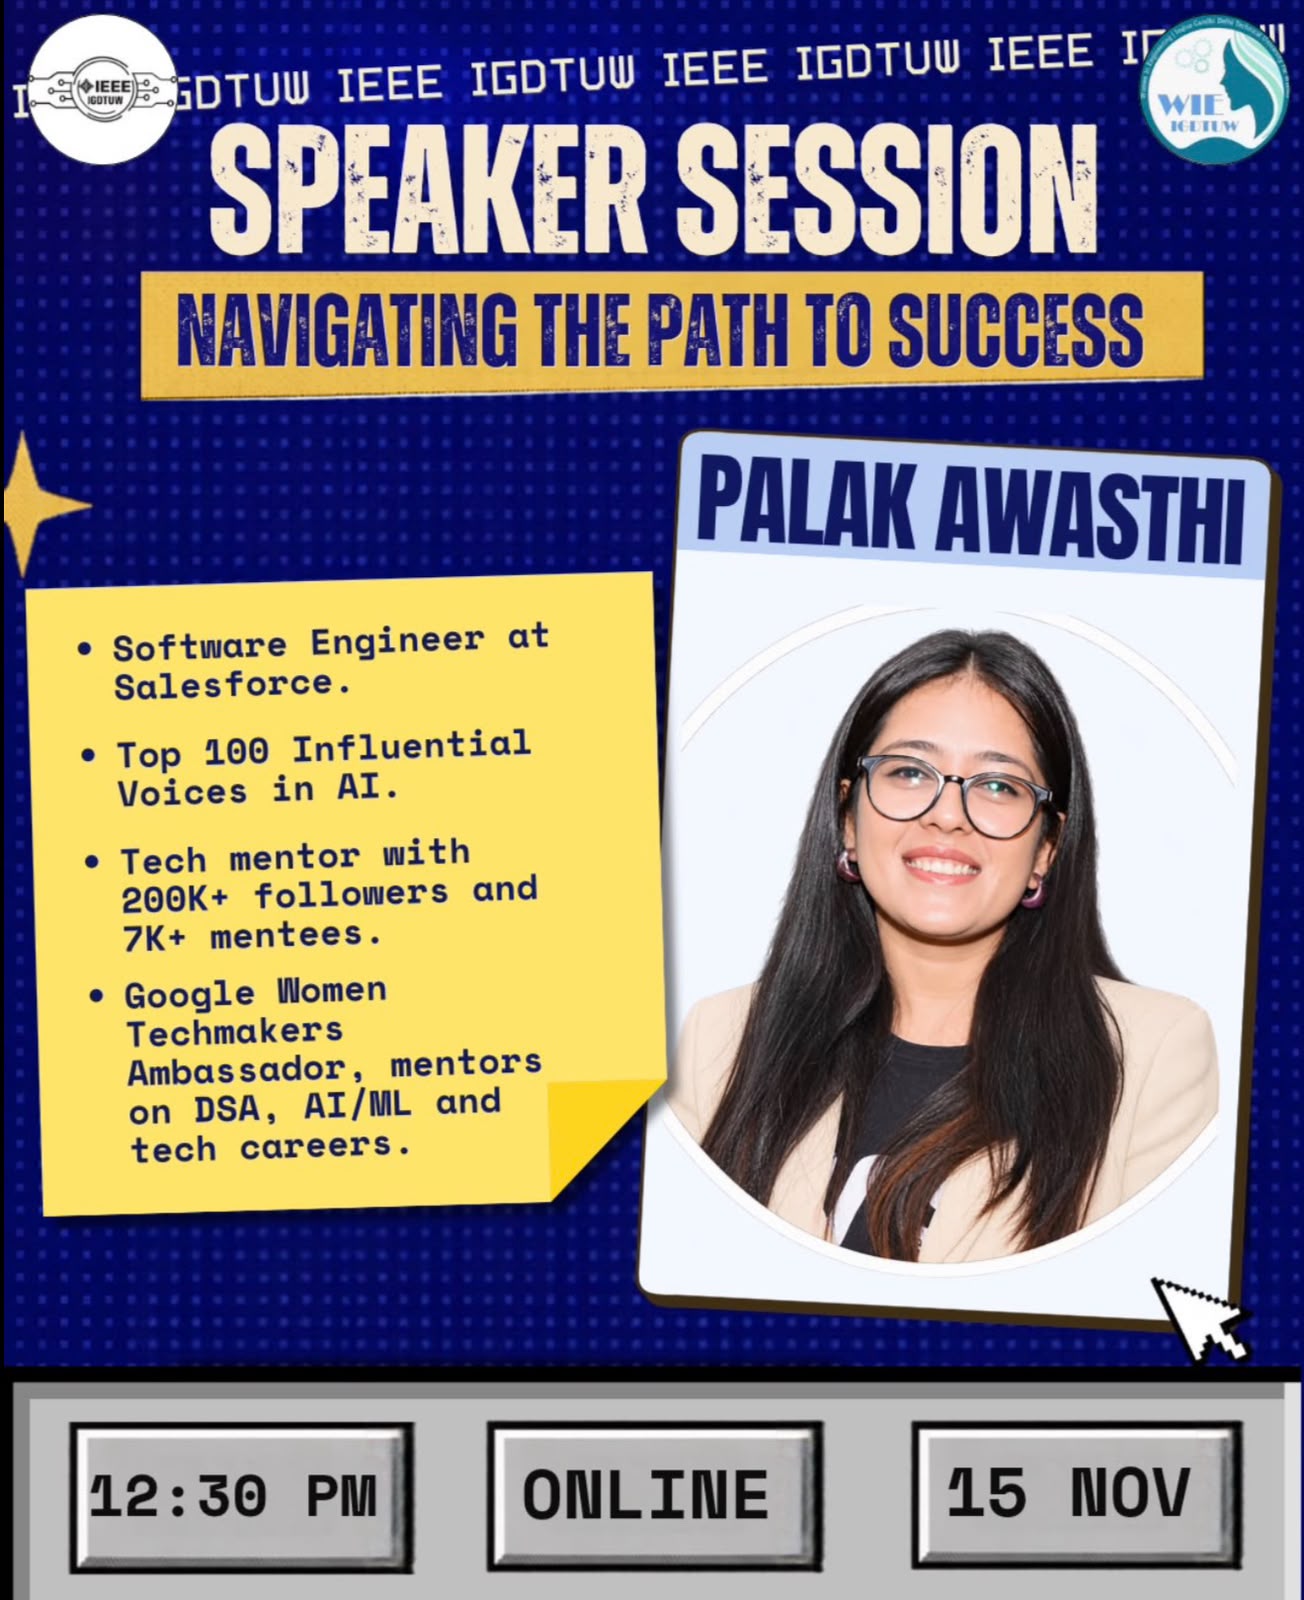 IGDTUW IEEE IGDTUW IEEE IGDTUW IEEE
IEEE
IGDTUW
WIE
IGDTUW
SPEAKER SESSION
NAVIGATING THE PATH TO SUCCESS
PALAK AWASTHI
• Software Engineer at
Salesforce.
• Top 100 Influential
Voices in AI.
• Tech mentor with
200K+ followers and
7K+ mentees.
• Google Women
Techmakers
Ambassador, mentors
on DSA, AI/ML and
tech careers.
12:30 PM
ONLINE
15 NOV